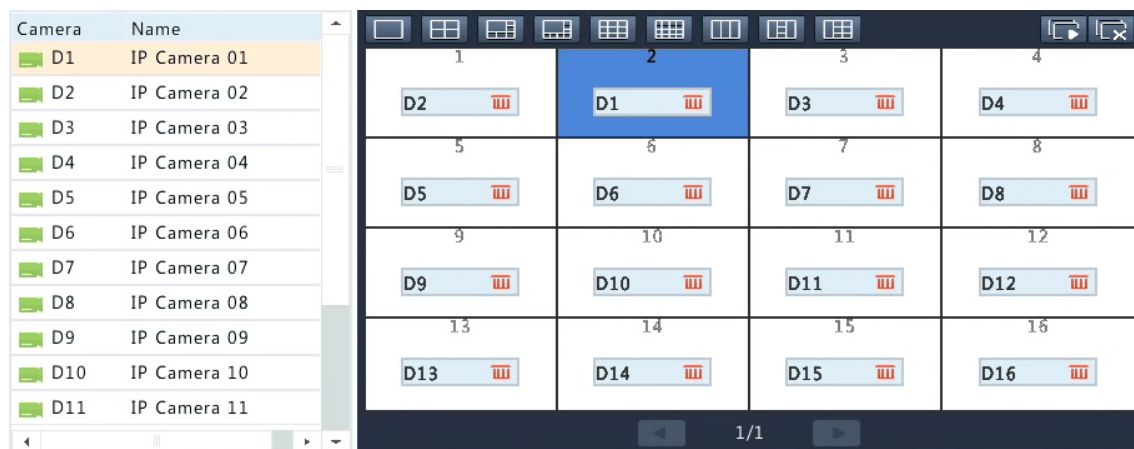 Camera Name
D1 IP Camera 01
D2 IP Camera 02
D3 IP Camera 03
D4 IP Camera 04
D5 IP Camera 05
D6 IP Camera 06
D7 IP Camera 07
D8 IP Camera 08
D9 IP Camera 09
D10 IP Camera 10
D11 IP Camera 11
1 2 3 4
D2 D1 D3 D4
5 6 7 8
D5 D6 D7 D8
9 10 11 12
D9 D10 D11 D12
13 14 15 16
D13 D14 D15 D16
1/1